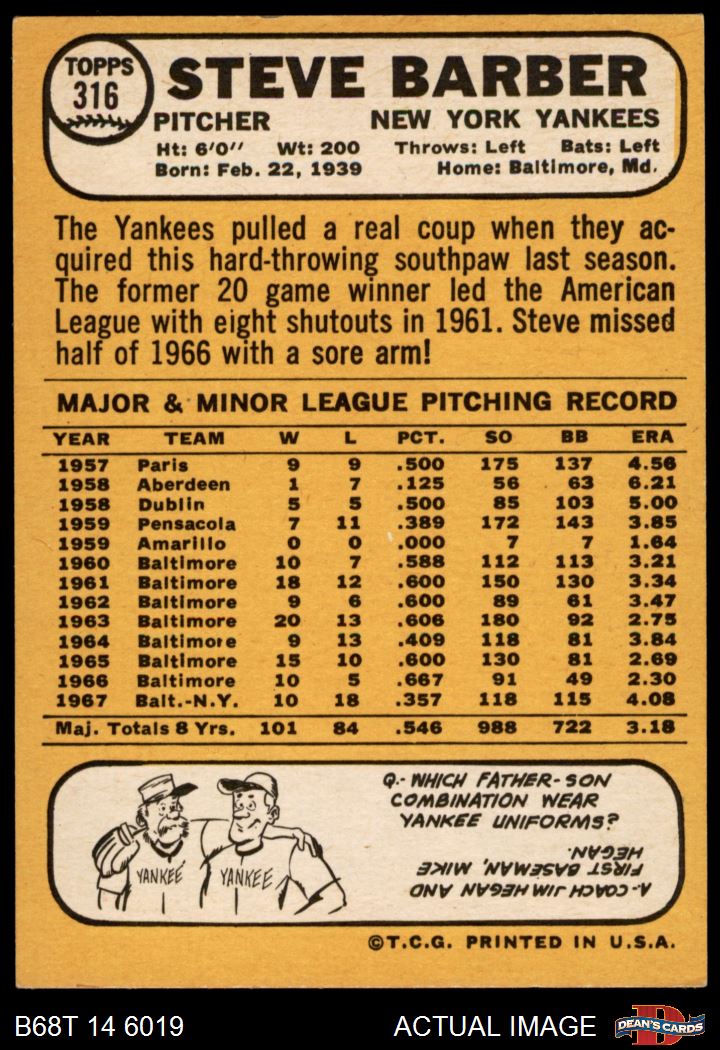 TOPPS
316
STEVE BARBER
PITCHER NEW YORK YANKEES
Ht: 6'0" Wt: 200 Throws: Left Bats: Left
Born: Feb. 22, 1939 Home: Baltimore, Md.
The Yankees pulled a real coup when they ac-
quired this hard-throwing southpaw last season.
The former 20 game winner led the American
League with eight shutouts in 1961. Steve missed
half of 1966 with a sore arm!
MAJOR & MINOR LEAGUE PITCHING RECORD
YEAR TEAM W L PCT. SO BB ERA
1957 Paris 9 9 .500 175 137 4.56
1958 Aberdeen 1 7 .125 56 63 6.21
1958 Dublin 5 5 .500 85 103 5.00
1959 Pensacola 7 11 .389 172 143 3.85
1959 Amarillo 0 0 .000 7 7 1.64
1960 Baltimore 10 7 .588 112 113 3.21
1961 Baltimore 18 12 .600 150 130 3.34
1962 Baltimore 9 6 .600 89 61 3.47
1963 Baltimore 20 13 .606 180 92 2.75
1964 Baltimore 9 13 .409 118 81 3.84
1965 Baltimore 15 10 .600 130 81 2.69
1966 Baltimore 10 5 .667 91 49 2.30
1967 Balt.-N.Y. 10 18 .357 118 115 4.08
Maj. Totals 8 Yrs. 101 84 .546 988 722 3.18
Q.- WHICH FATHER-SON
COMBINATION WEAR
YANKEE UNIFORMS?
A. COACH JIM HEGAN AND
FIRST BASEMAN, MIKE
HEGAN.
YANKEE YANKEE
©T.C.G. PRINTED IN U.S.A.
B68T 14 6019 ACTUAL IMAGE D DEAN'S CARDS